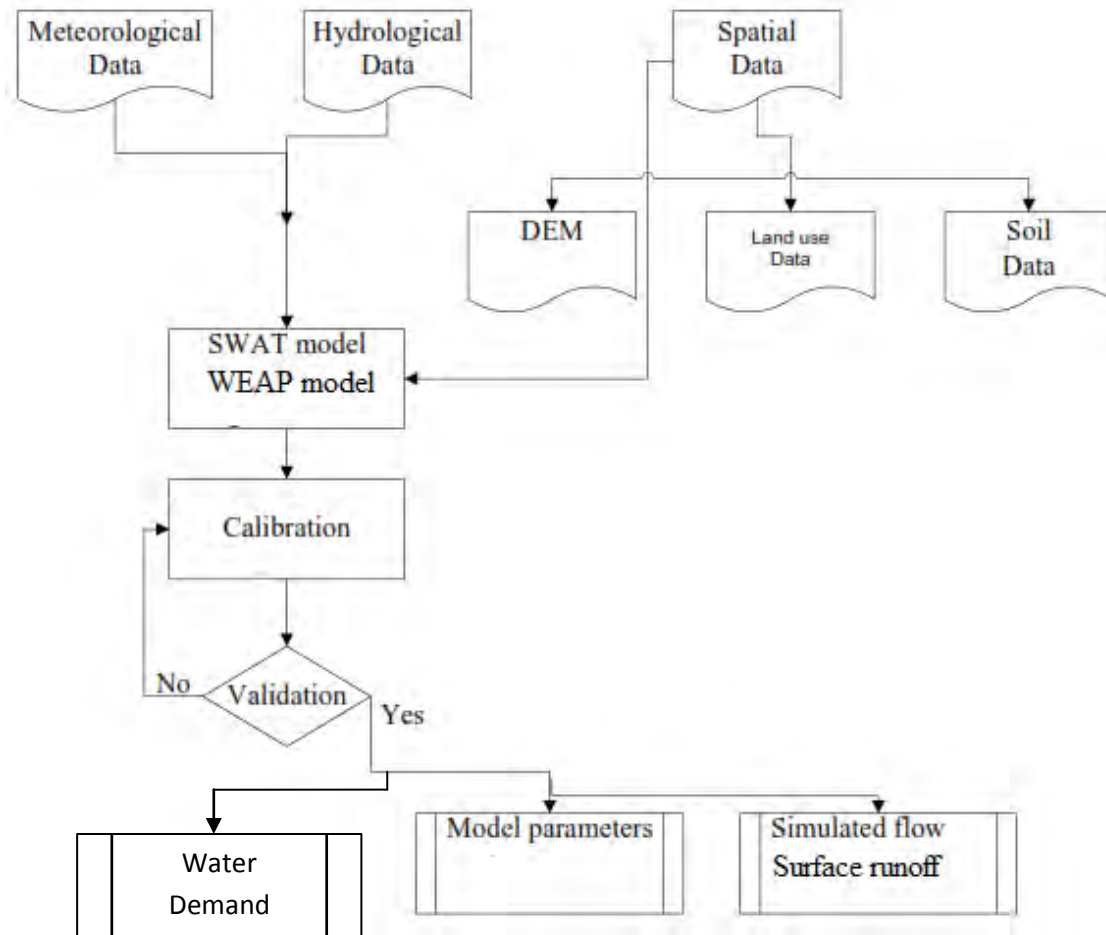 Meteorological
Data
Hydrological
Data
Spatial
Data
DEM
Land use
Data
Soil
Data
SWAT model
WEAP model
Calibration
No
Validation
Yes
Water
Demand
Model parameters
Simulated flow
Surface runoff